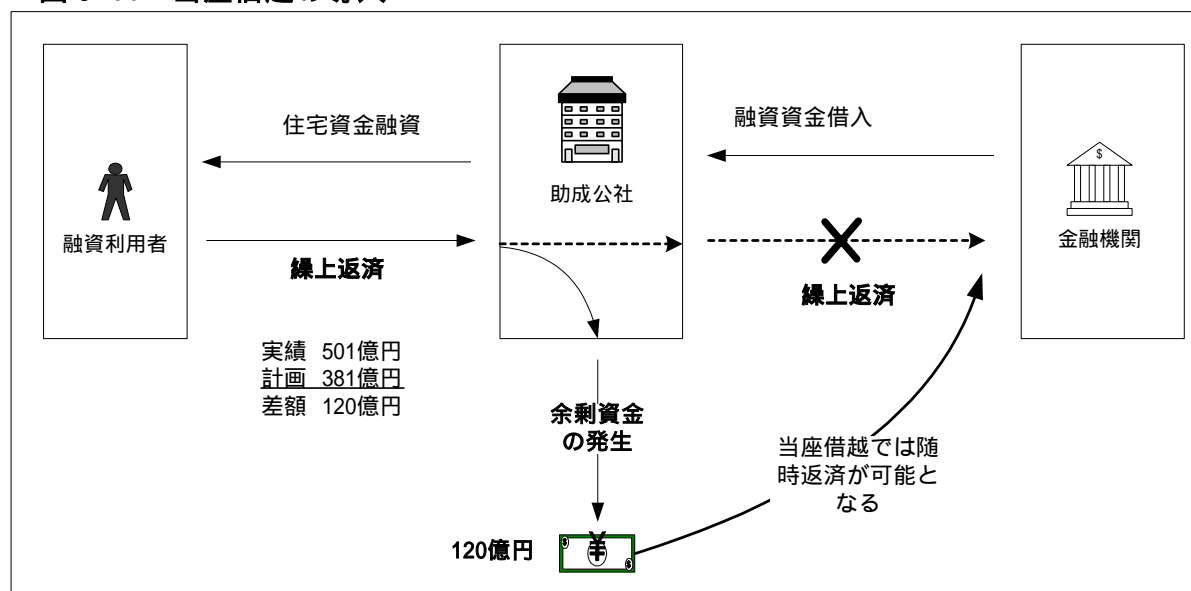 住宅資金融資
融資資金借入
助成公社
融資利用者
金融機関
繰上返済
繰上返済
実績 501億円
計画 381億円
差額 120億円
余剰資金
の発生
当座借越では随
時返済が可能と
なる
120億円